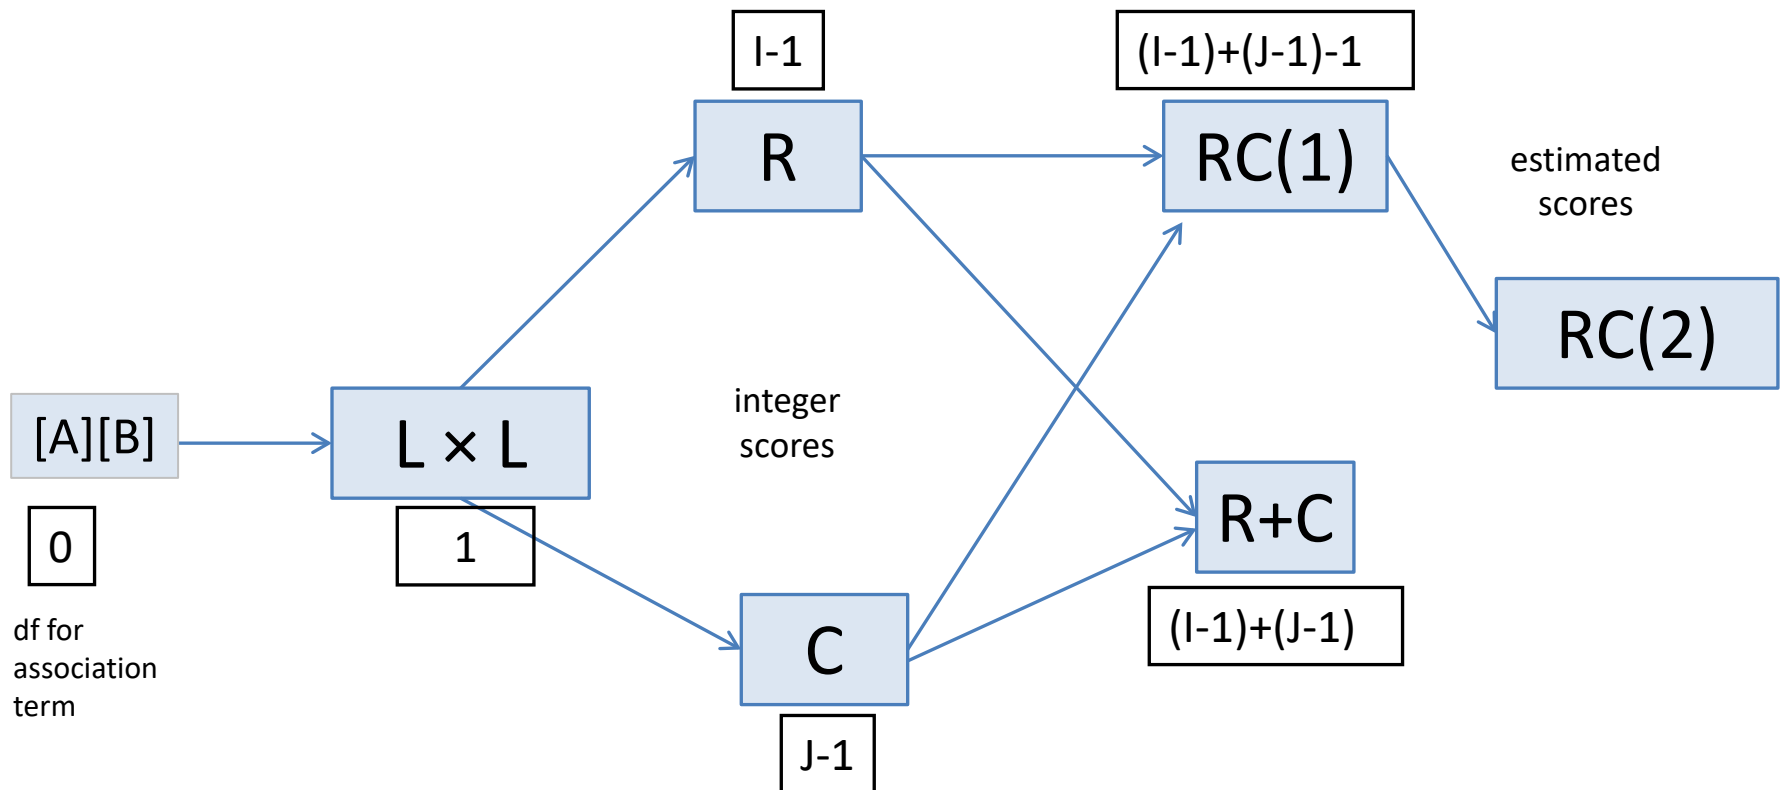 I-1
(I-1)+(J-1)-1
R
RC(1)
estimated
scores
RC(2)
integer
scores
[A][B]
L × L
0
1
R+C
(I-1)+(J-1)
df for
association
term
C
J-1